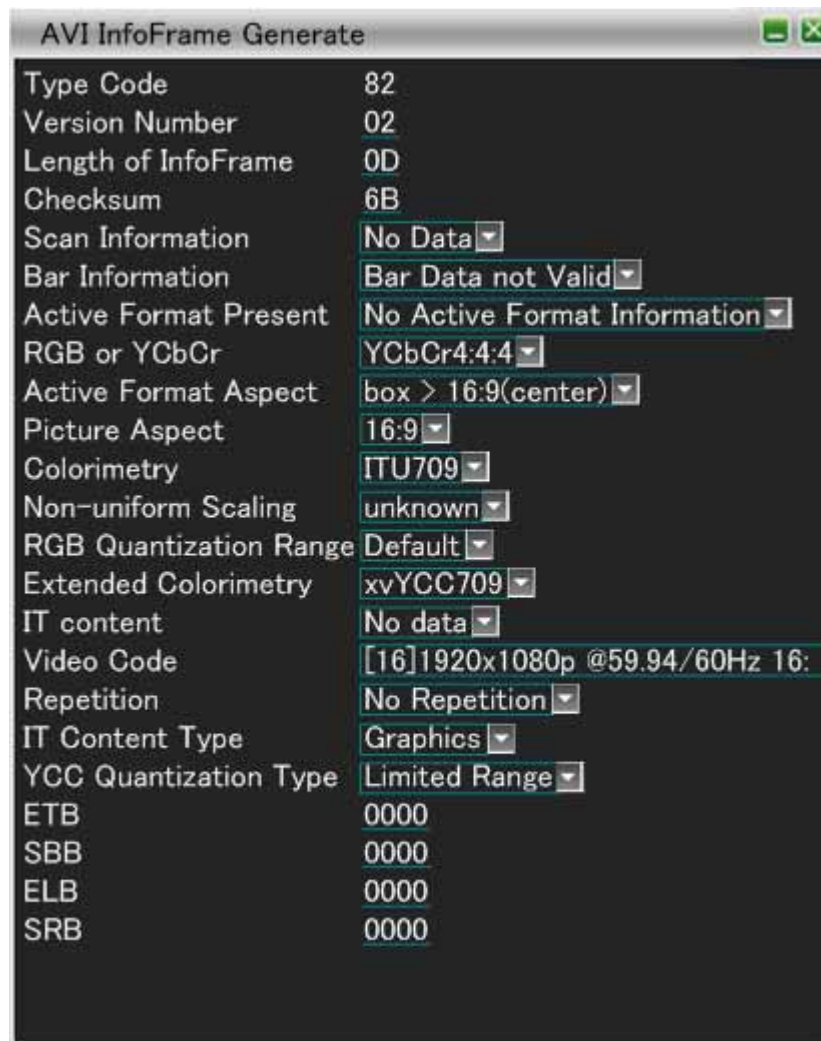 AVI InfoFrame Generate
Type Code 82
Version Number 02
Length of InfoFrame 0D
Checksum 6B
Scan Information No Data
Bar Information Bar Data not Valid
Active Format Present No Active Format Information
RGB or YCbCr YCbCr4:4:4
Active Format Aspect box > 16:9(center)
Picture Aspect 16:9
Colorimetry ITU709
Non-uniform Scaling unknown
RGB Quantization Range Default
Extended Colorimetry xvYCC709
IT content No data
Video Code [16]1920x1080p @59.94/60Hz 16:
Repetition No Repetition
IT Content Type Graphics
YCC Quantization Type Limited Range
ETB 0000
SBB 0000
ELB 0000
SRB 0000